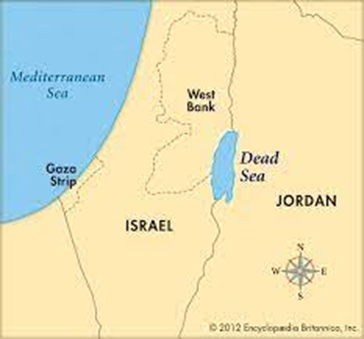 Mediterranean
Sea
West
Bank
Gaza
Strip
Dead
Sea
JORDAN
ISRAEL
N
W
E
S
© 2012 Encyclopædia Britannica, Inc.